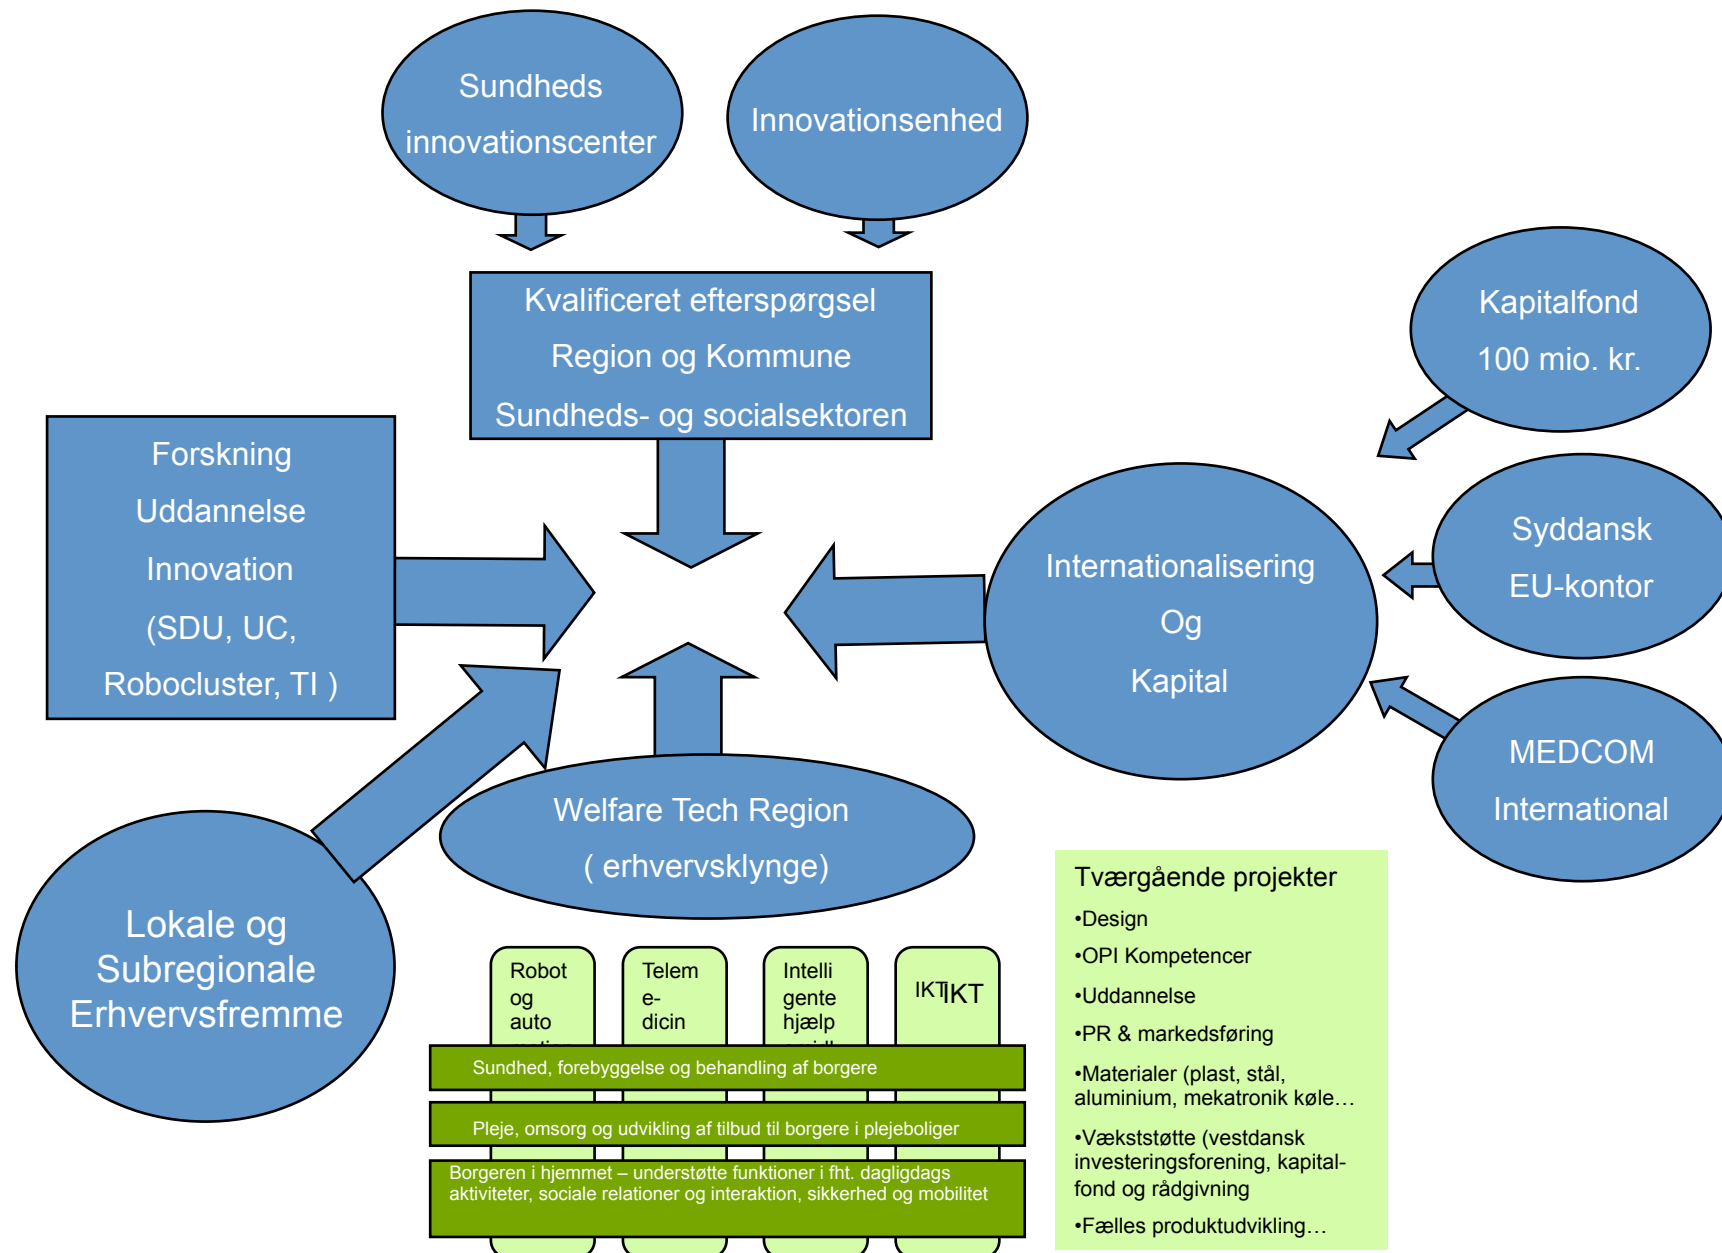 Sundheds
innovationscenter
Innovationsenhed
Kvalificeret efterspørgsel
Region og Kommune
Sundheds- og socialsektoren
Kapitalfond
100 mio. kr.
Forskning
Uddannelse
Innovation
(SDU, UC,
Robocluster, TI )
Internationalisering
Og
Kapital
Syddansk
EU-kontor
MEDCOM
International
Welfare Tech Region
( erhvervsklynge)
Lokale og
Subregionale
Erhvervsfremme
Robot
og
auto
Telem
e-
dicin
Intelli
gente
hjælp
IKT
IKT
Sundhed, forebyggelse og behandling af borgere
Pleje, omsorg og udvikling af tilbud til borgere i plejeboliger
Borgeren i hjemmet – understøtte funktioner i fht. dagligdags
aktiviteter, sociale relationer og interaktion, sikkerhed og mobilitet
Tværgående projekter
•Design
•OPI Kompetencer
•Uddannelse
•PR & markedsføring
•Materialer (plast, stål,
aluminium, mekatronik køle…
•Vækststøtte (vestdansk
investeringsforening, kapital-
fond og rådgivning
•Fælles produktudvikling…